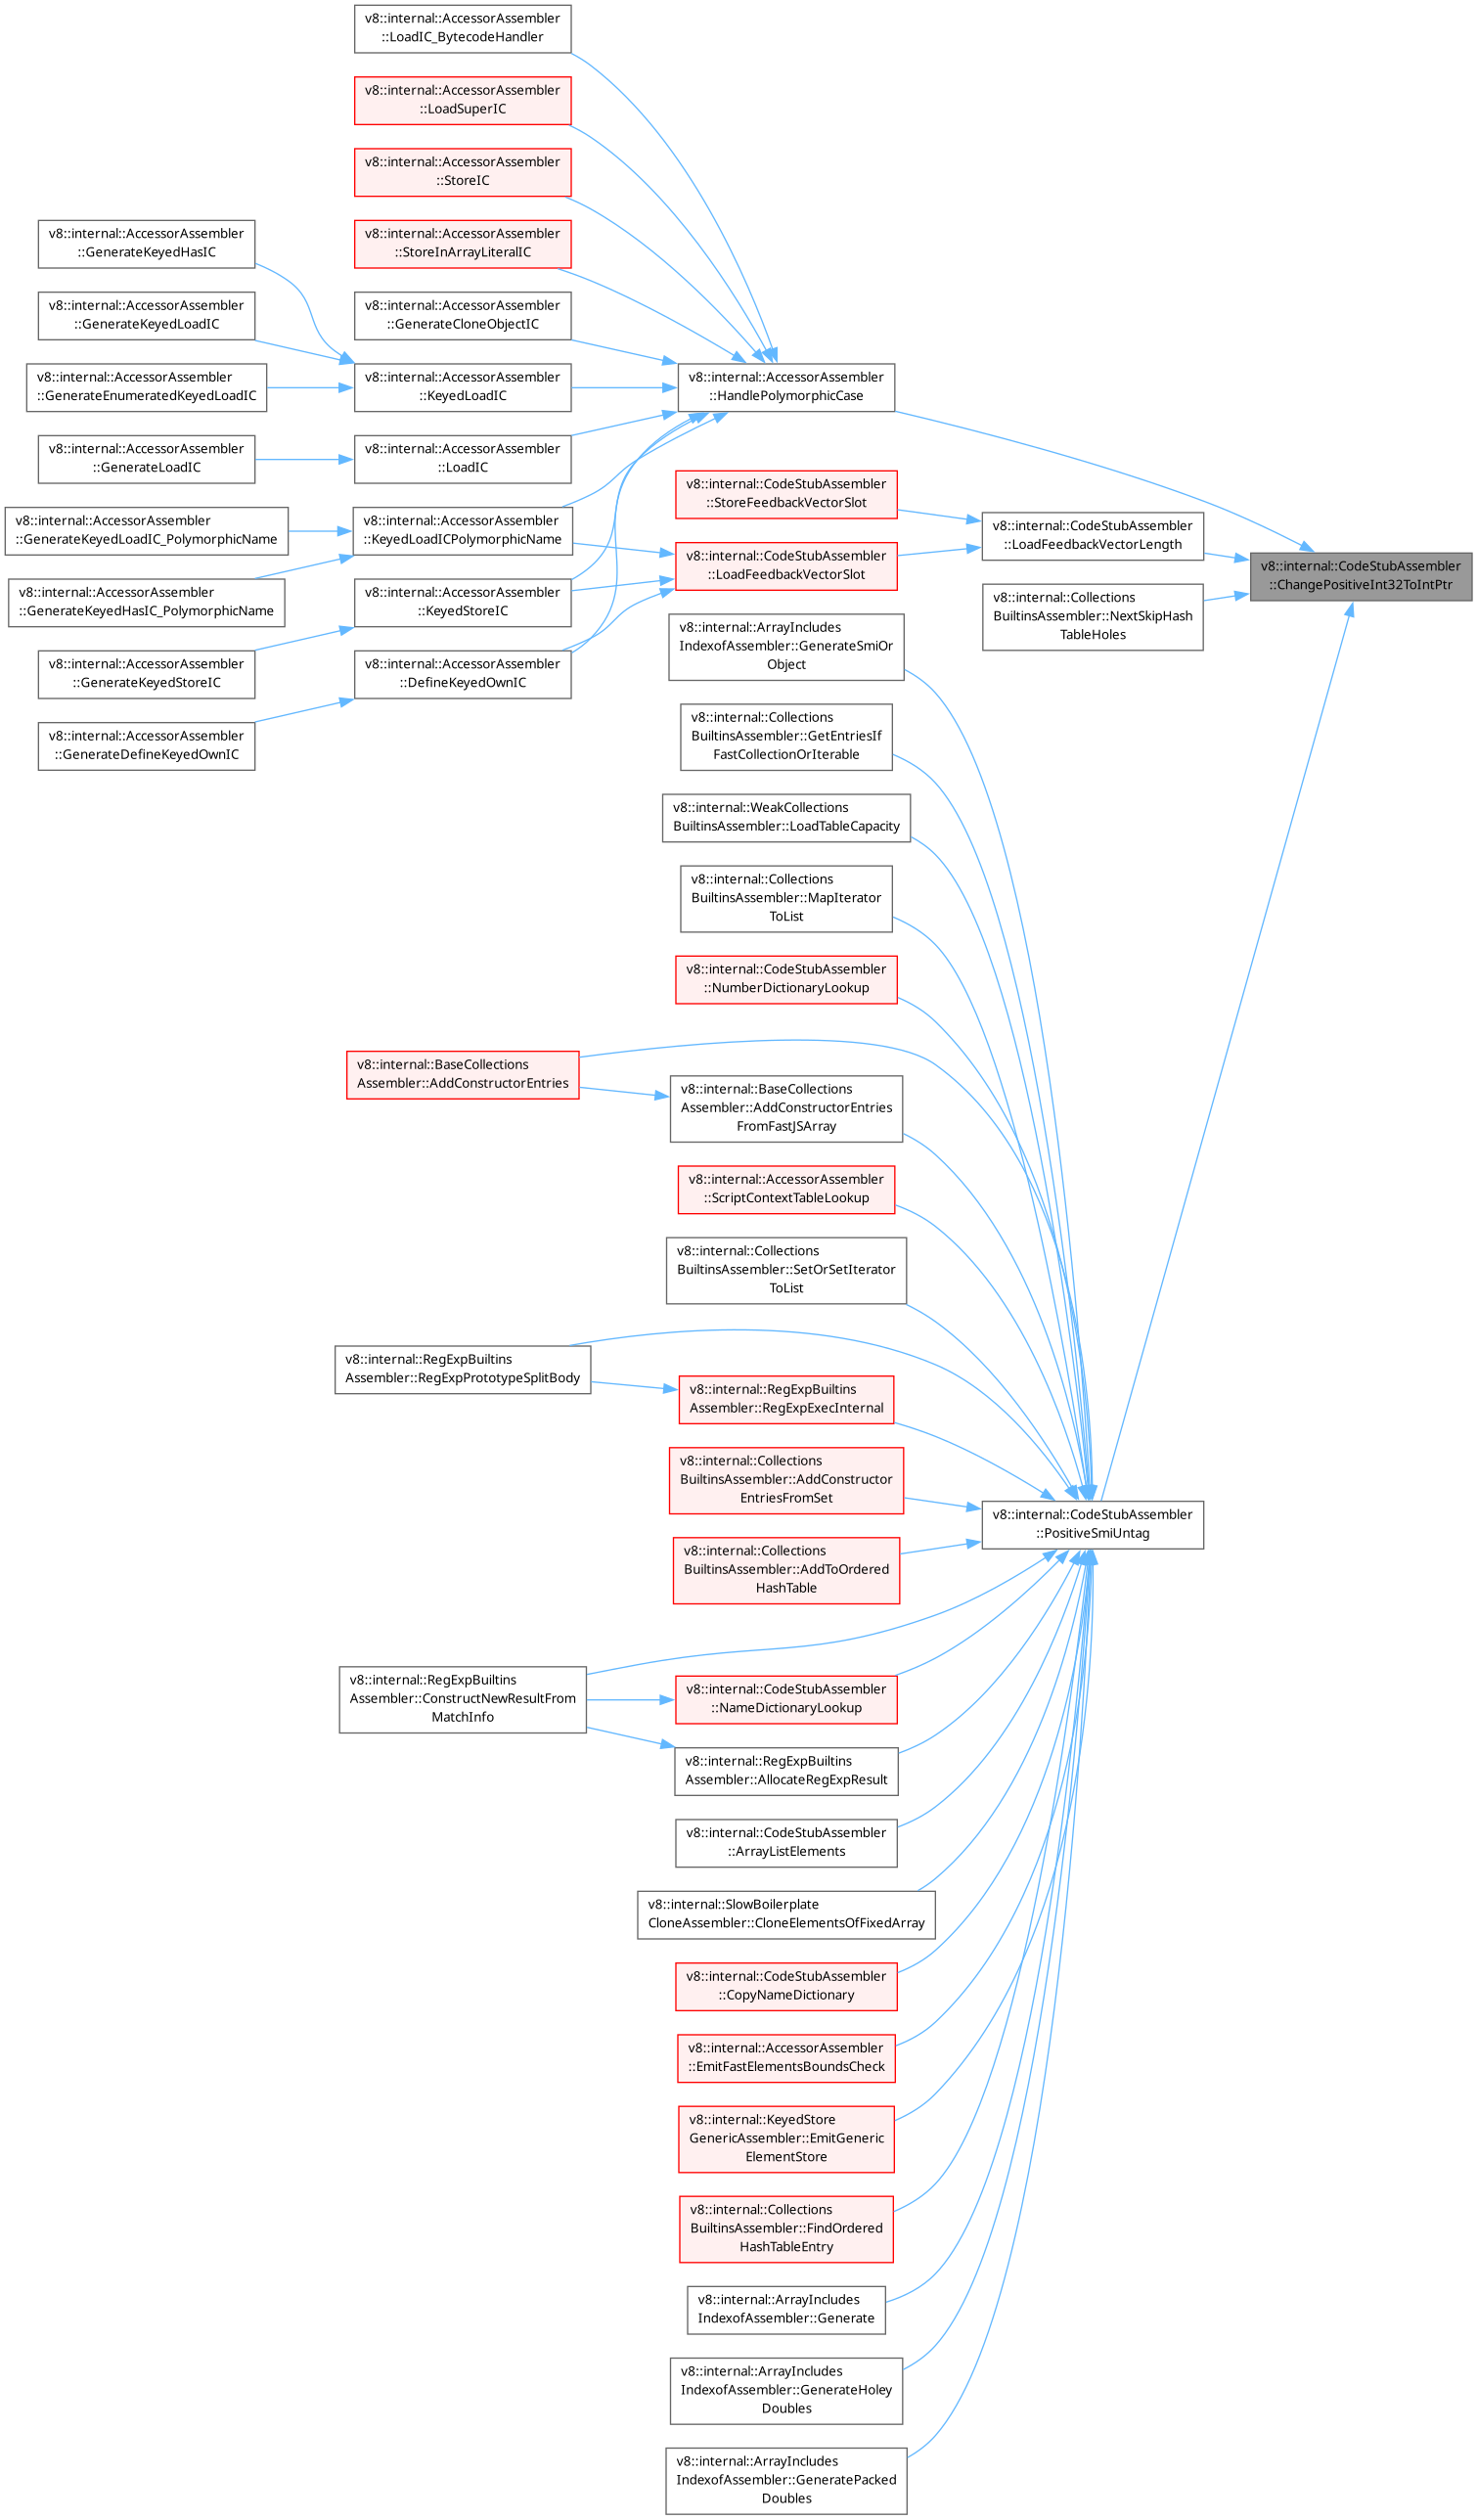 v8::internal::AccessorAssembler
::LoadIC_BytecodeHandler
v8::internal::AccessorAssembler
::LoadSuperIC
v8::internal::AccessorAssembler
::StoreIC
v8::internal::AccessorAssembler
::StoreInArrayLiteralIC
v8::internal::AccessorAssembler
::GenerateKeyedHasIC
v8::internal::AccessorAssembler
::GenerateKeyedLoadIC
v8::internal::AccessorAssembler
::GenerateCloneObjectIC
v8::internal::AccessorAssembler
::GenerateEnumeratedKeyedLoadIC
v8::internal::AccessorAssembler
::KeyedLoadIC
v8::internal::AccessorAssembler
::HandlePolymorphicCase
v8::internal::AccessorAssembler
::GenerateLoadIC
v8::internal::AccessorAssembler
::LoadIC
v8::internal::CodeStubAssembler
::StoreFeedbackVectorSlot
v8::internal::AccessorAssembler
::GenerateKeyedLoadIC_PolymorphicName
v8::internal::AccessorAssembler
::KeyedLoadICPolymorphicName
v8::internal::CodeStubAssembler
::LoadFeedbackVectorLength
v8::internal::CodeStubAssembler
::LoadFeedbackVectorSlot
v8::internal::CodeStubAssembler
::ChangePositiveInt32ToIntPtr
v8::internal::AccessorAssembler
::GenerateKeyedHasIC_PolymorphicName
v8::internal::AccessorAssembler
::KeyedStoreIC
v8::internal::Collections
BuiltinsAssembler::NextSkipHash
TableHoles
v8::internal::ArrayIncludes
IndexofAssembler::GenerateSmiOr
Object
v8::internal::AccessorAssembler
::GenerateKeyedStoreIC
v8::internal::AccessorAssembler
::DefineKeyedOwnIC
v8::internal::AccessorAssembler
::GenerateDefineKeyedOwnIC
v8::internal::Collections
BuiltinsAssembler::GetEntriesIf
FastCollectionOrIterable
v8::internal::WeakCollections
BuiltinsAssembler::LoadTableCapacity
v8::internal::Collections
BuiltinsAssembler::MapIterator
ToList
v8::internal::CodeStubAssembler
::NumberDictionaryLookup
v8::internal::BaseCollections
Assembler::AddConstructorEntries
v8::internal::BaseCollections
Assembler::AddConstructorEntries
FromFastJSArray
v8::internal::AccessorAssembler
::ScriptContextTableLookup
v8::internal::Collections
BuiltinsAssembler::SetOrSetIterator
ToList
v8::internal::RegExpBuiltins
Assembler::RegExpPrototypeSplitBody
v8::internal::RegExpBuiltins
Assembler::RegExpExecInternal
v8::internal::Collections
BuiltinsAssembler::AddConstructor
EntriesFromSet
v8::internal::CodeStubAssembler
::PositiveSmiUntag
v8::internal::Collections
BuiltinsAssembler::AddToOrdered
HashTable
v8::internal::RegExpBuiltins
Assembler::ConstructNewResultFrom
MatchInfo
v8::internal::CodeStubAssembler
::NameDictionaryLookup
v8::internal::RegExpBuiltins
Assembler::AllocateRegExpResult
v8::internal::CodeStubAssembler
::ArrayListElements
v8::internal::SlowBoilerplate
CloneAssembler::CloneElementsOfFixedArray
v8::internal::CodeStubAssembler
::CopyNameDictionary
v8::internal::AccessorAssembler
::EmitFastElementsBoundsCheck
v8::internal::KeyedStore
GenericAssembler::EmitGeneric
ElementStore
v8::internal::Collections
BuiltinsAssembler::FindOrdered
HashTableEntry
v8::internal::ArrayIncludes
IndexofAssembler::Generate
v8::internal::ArrayIncludes
IndexofAssembler::GenerateHoley
Doubles
v8::internal::ArrayIncludes
IndexofAssembler::GeneratePacked
Doubles